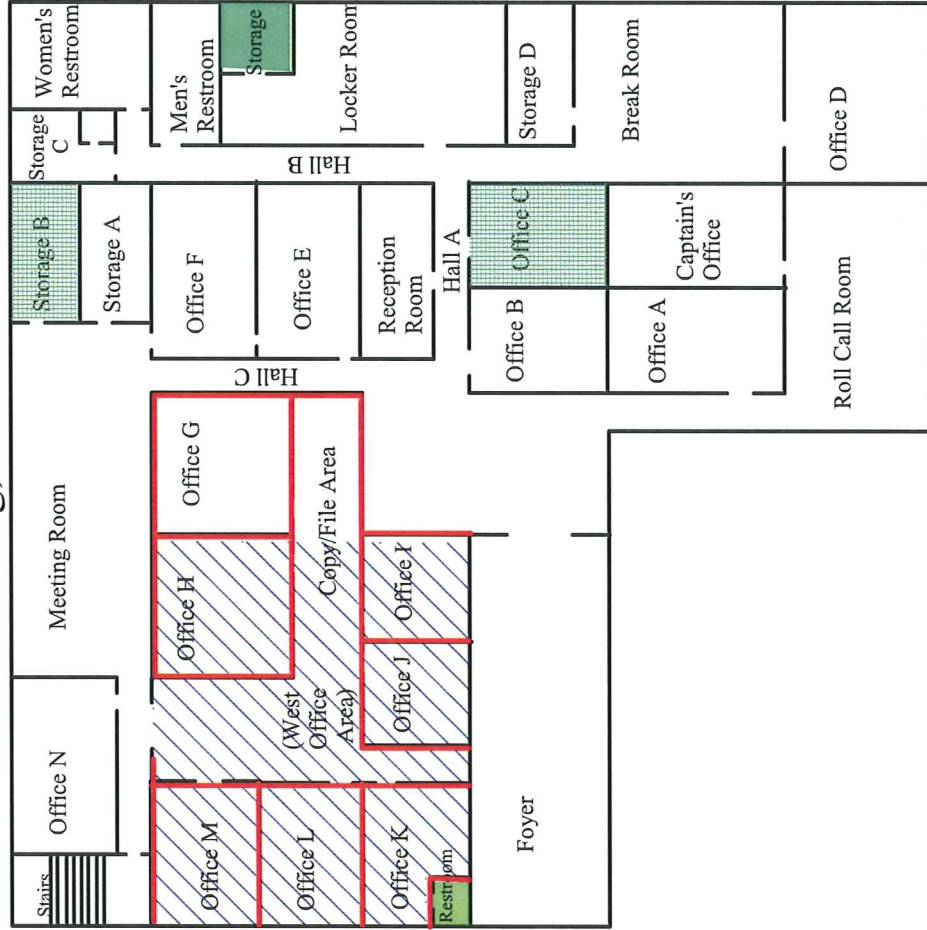 Women's
Restroom
Storage
C
Men's
Restroom
Storage
Locker Room
Storage D
Break Room
Office D
Hall B
Storage B
Storage A
Office F
Office E
Reception
Room
Hall A
Office C
Captain's
Office
Office B
Office A
Roll Call Room
Hall C
Meeting Room
Office G
Copy/File Area
Office H
Office I
Office J
(West
Office
Area)
Office N
Stairs
Office M
Office L
Office K
Restroom
Foyer